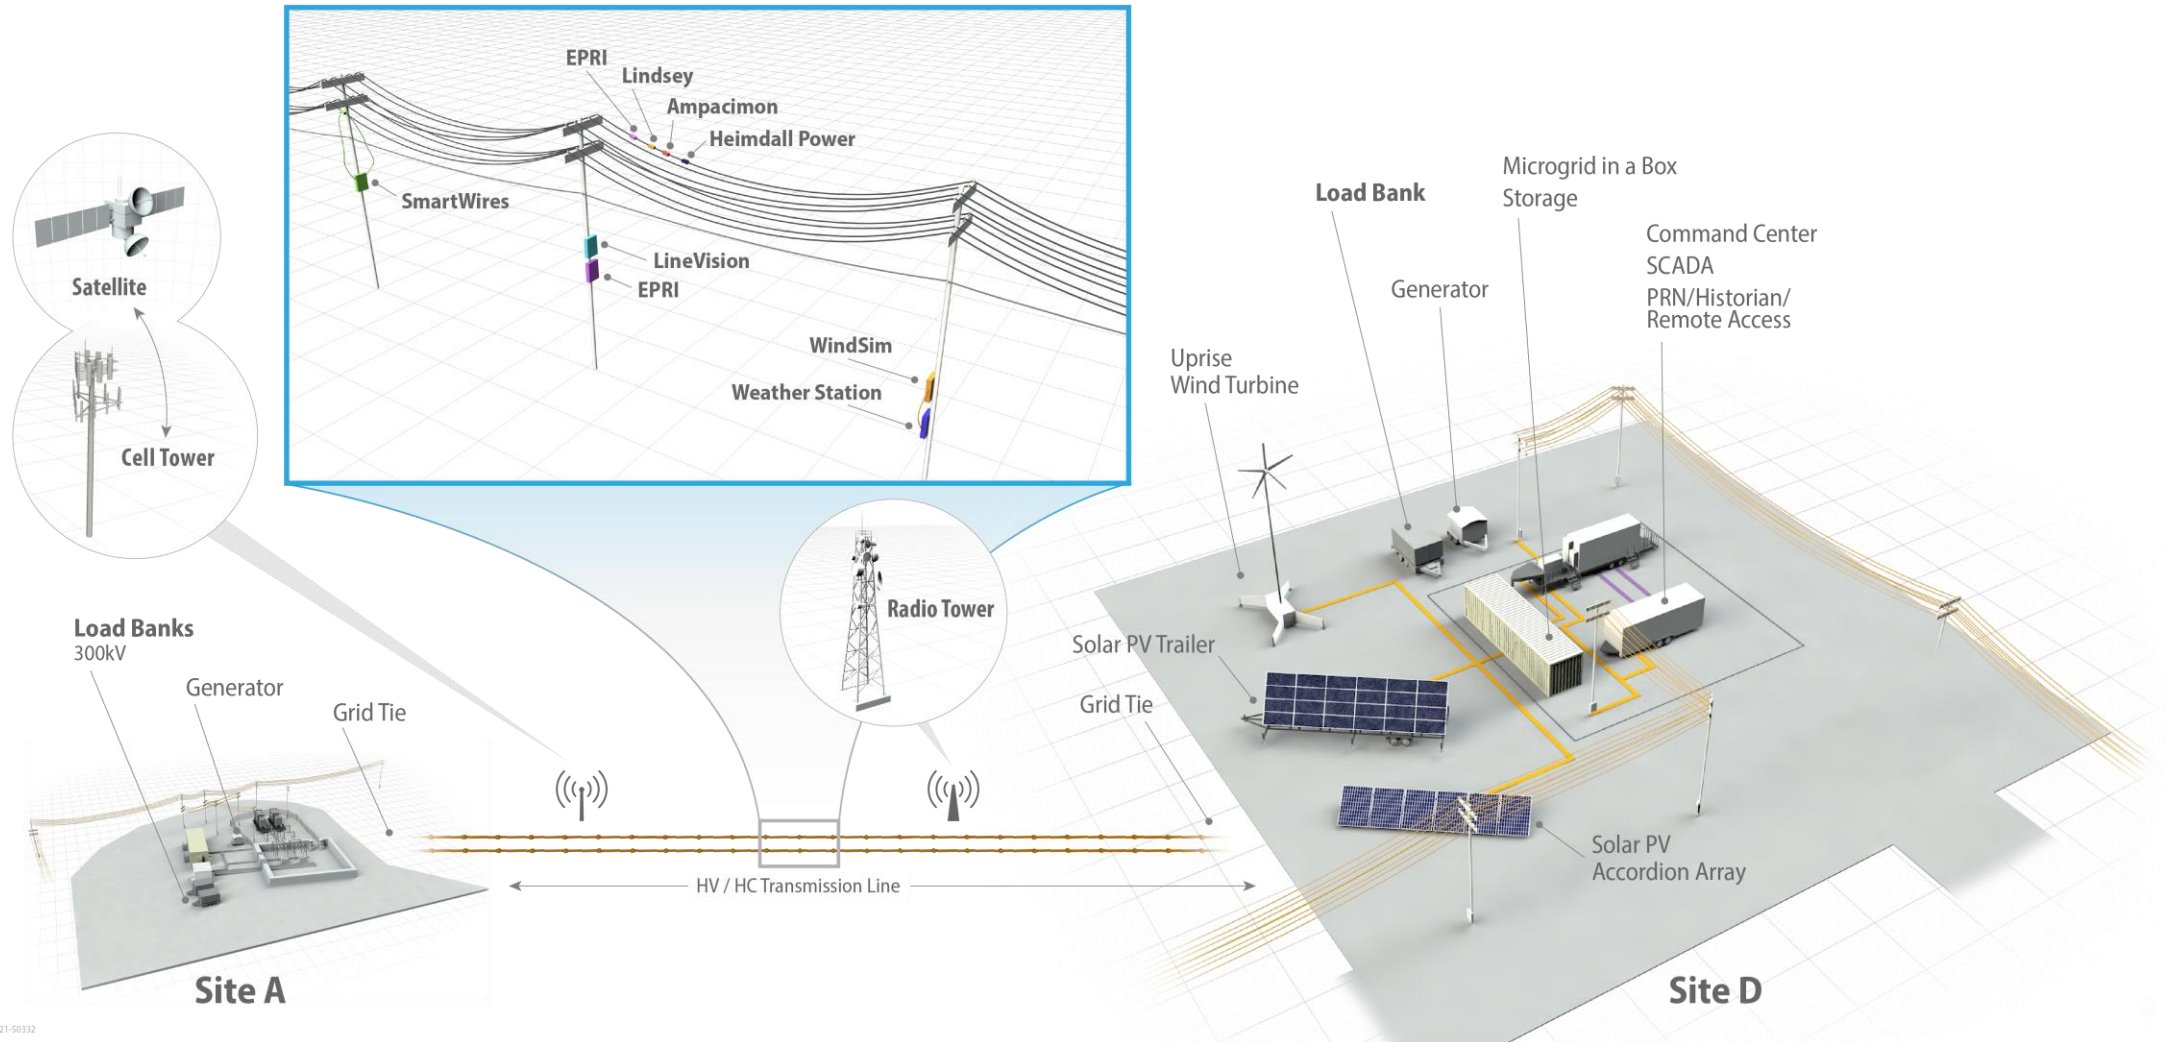 EPRI
Lindsey
Ampacimon
Heimdall Power
SmartWires
LineVision
EPRI
WindSim
Weather Station
Satellite
Cell Tower
Radio Tower
Load Banks
300kV
Generator
Grid Tie
Site A
HV / HC Transmission Line
Microgrid in a Box
Storage
Load Bank
Command Center
SCADA
PRN/Historian/
Remote Access
Generator
Uprise
Wind Turbine
Solar PV Trailer
Grid Tie
Solar PV
Accordion Array
Site D
21-50332